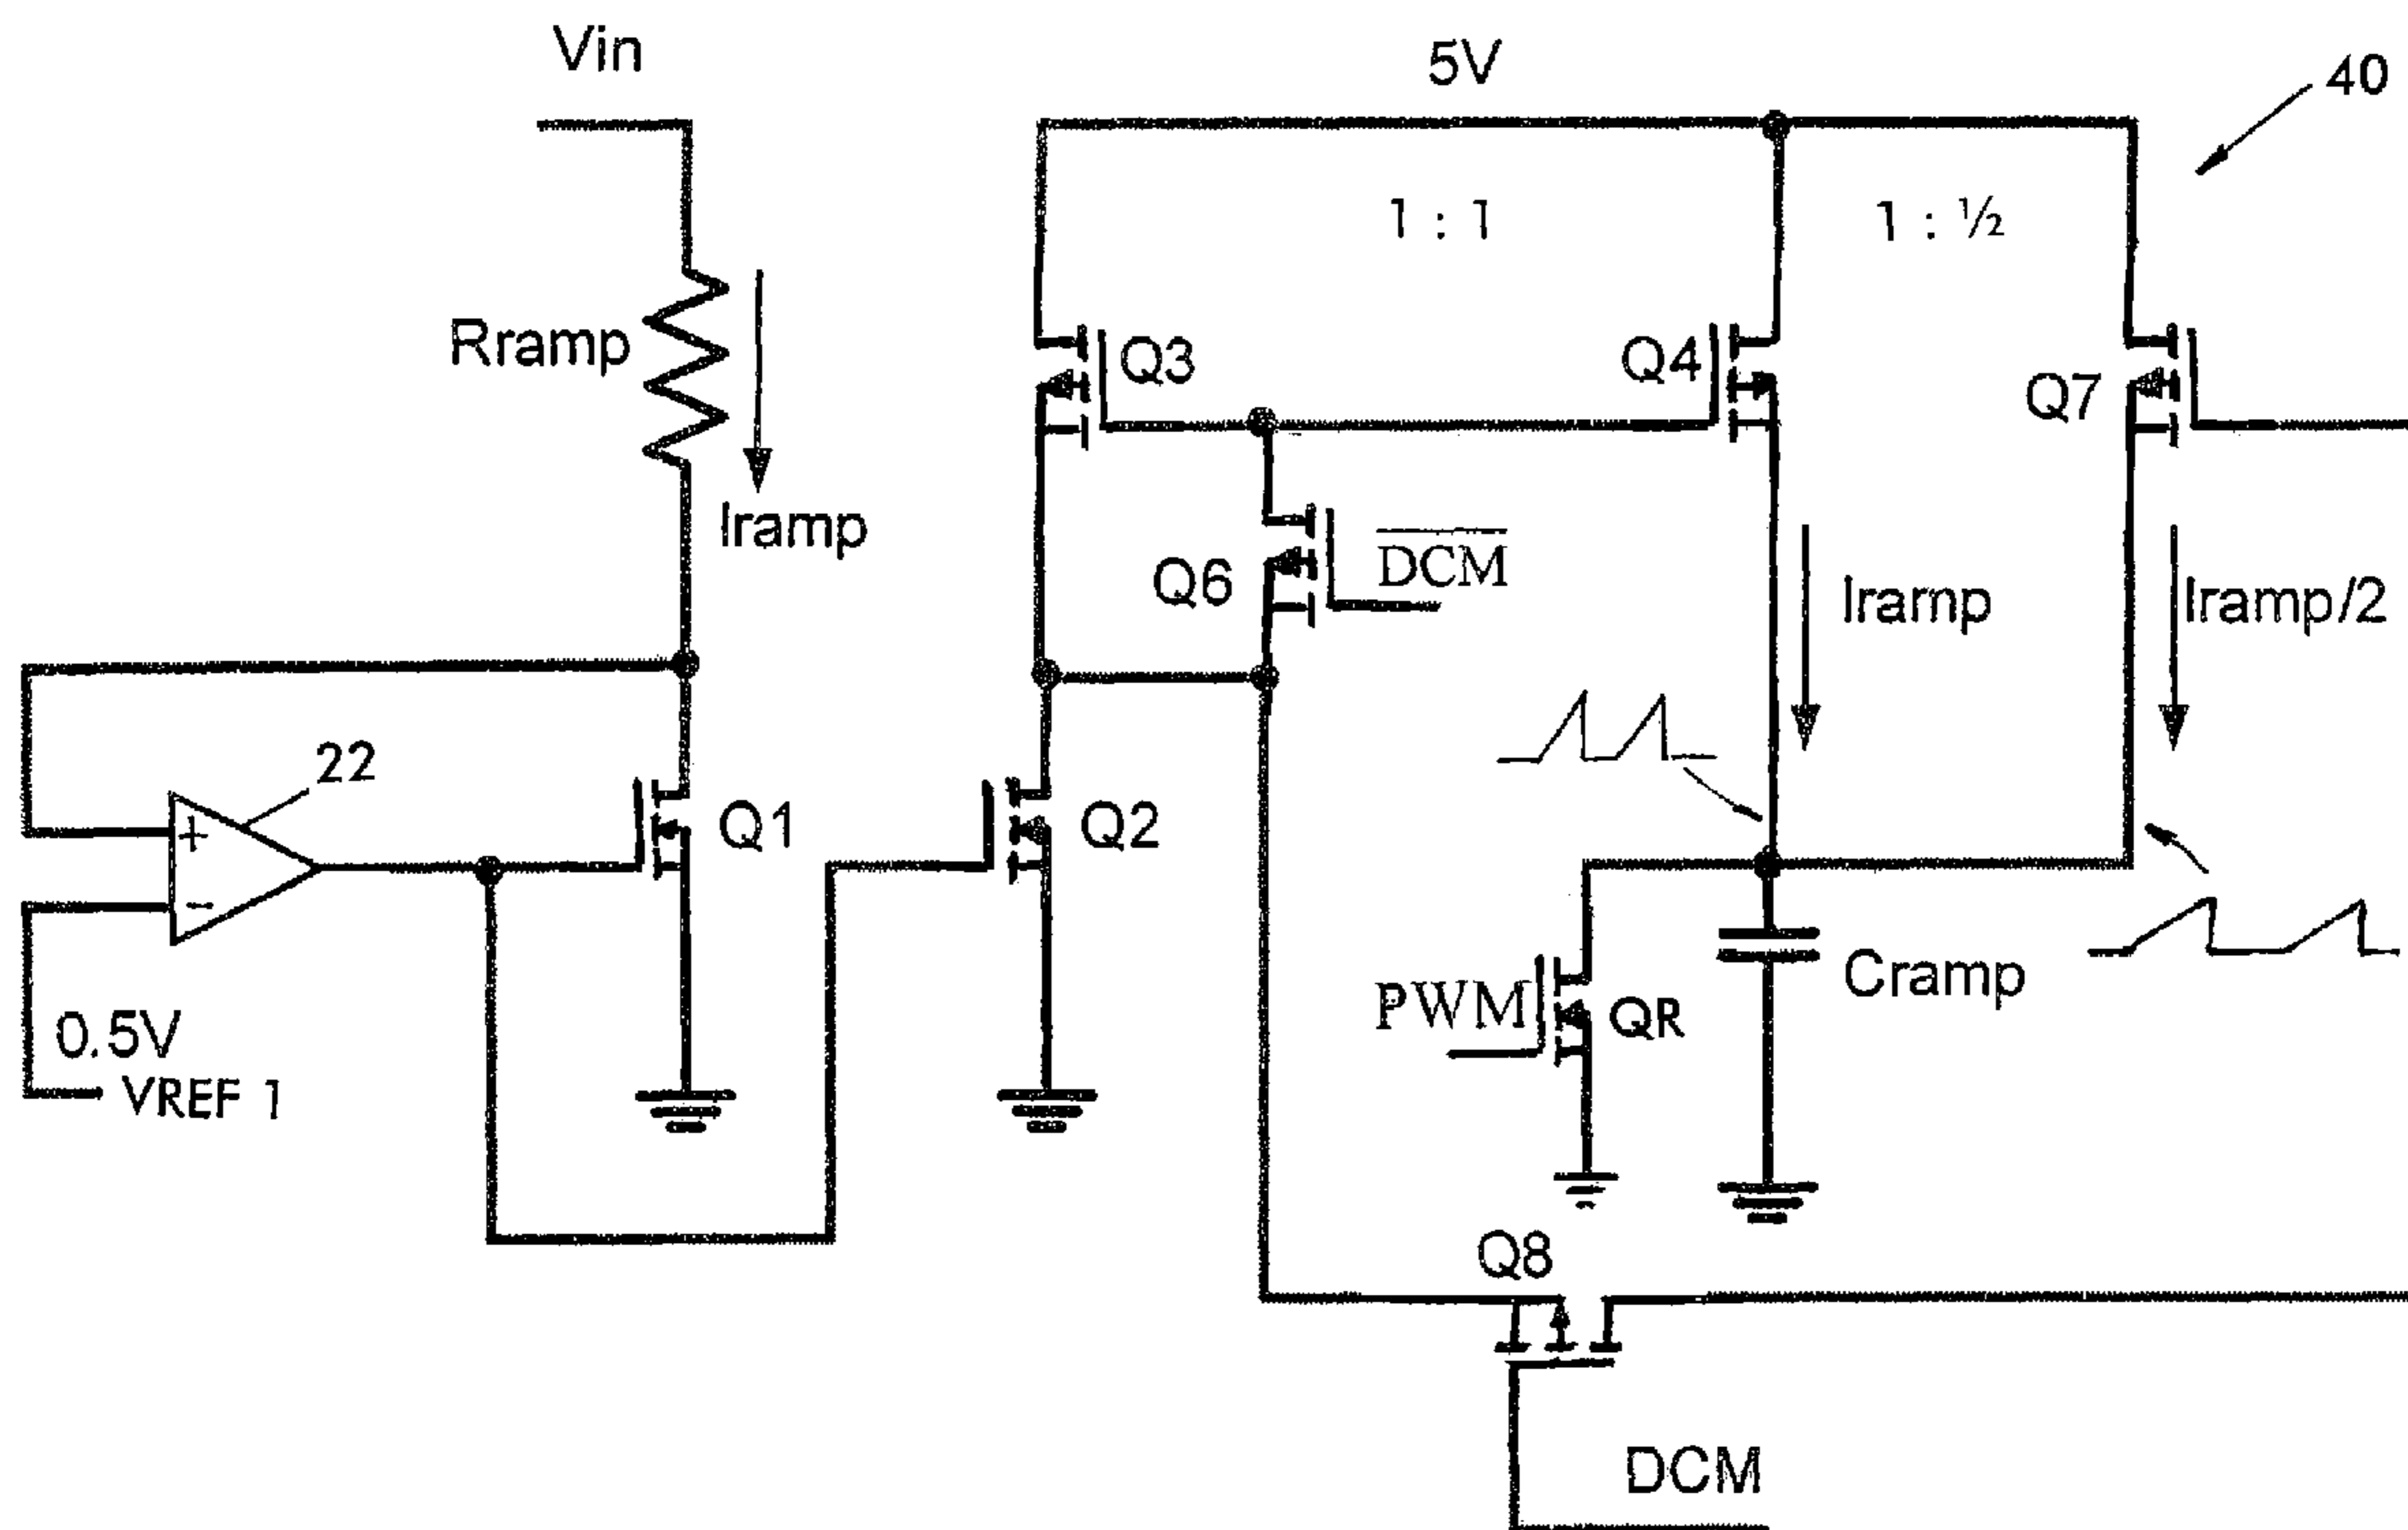 Vin
5V
40
1 : 1
1 : ½
Rramp
Q3
Q4
Q7
Iramp
Q6
DCM
Iramp
Iramp/2
22
Q1
Q2
Cramp
PWM
QR
0.5V
VREF 1
Q8
DCM
+
-